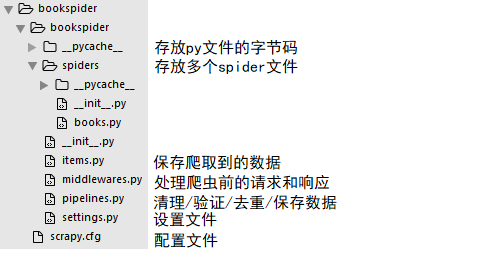 bookspider
bookspider
__pycache__ 存放py文件的字节码
spiders 存放多个spider文件
__pycache__
__init__.py
books.py
__init__.py
items.py 保存爬取到的数据
middlewares.py 处理爬虫前的请求和响应
pipelines.py 清理/验证/去重/保存数据
settings.py 设置文件
scrapy.cfg 配置文件